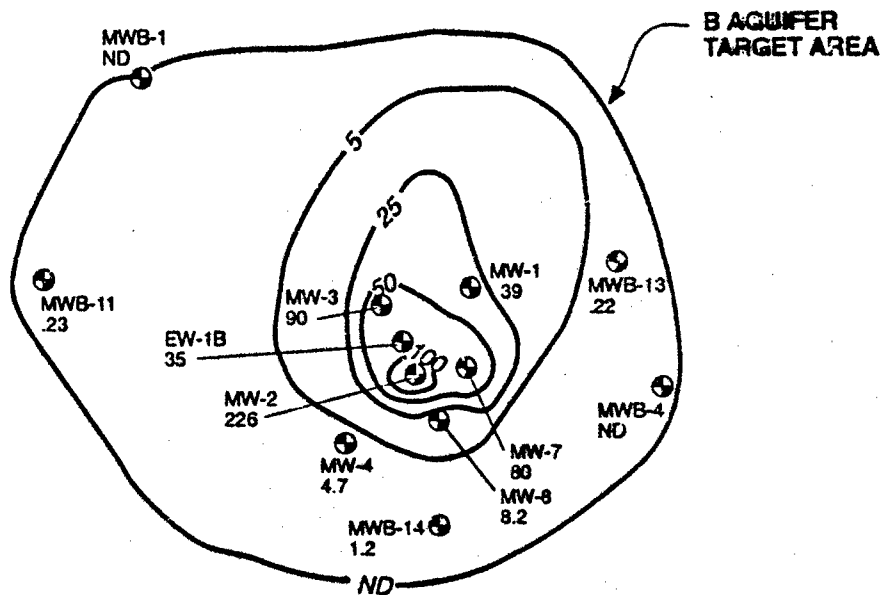 B AQUIFER
TARGET AREA
MWB-1
ND
5
25
50
100
MW-1
39
MWB-13
.22
MW-3
90
MWB-11
.23
EW-1B
35
MW-2
226
MWB-4
ND
MW-4
4.7
MW-7
80
MW-8
8.2
MWB-14
1.2
ND